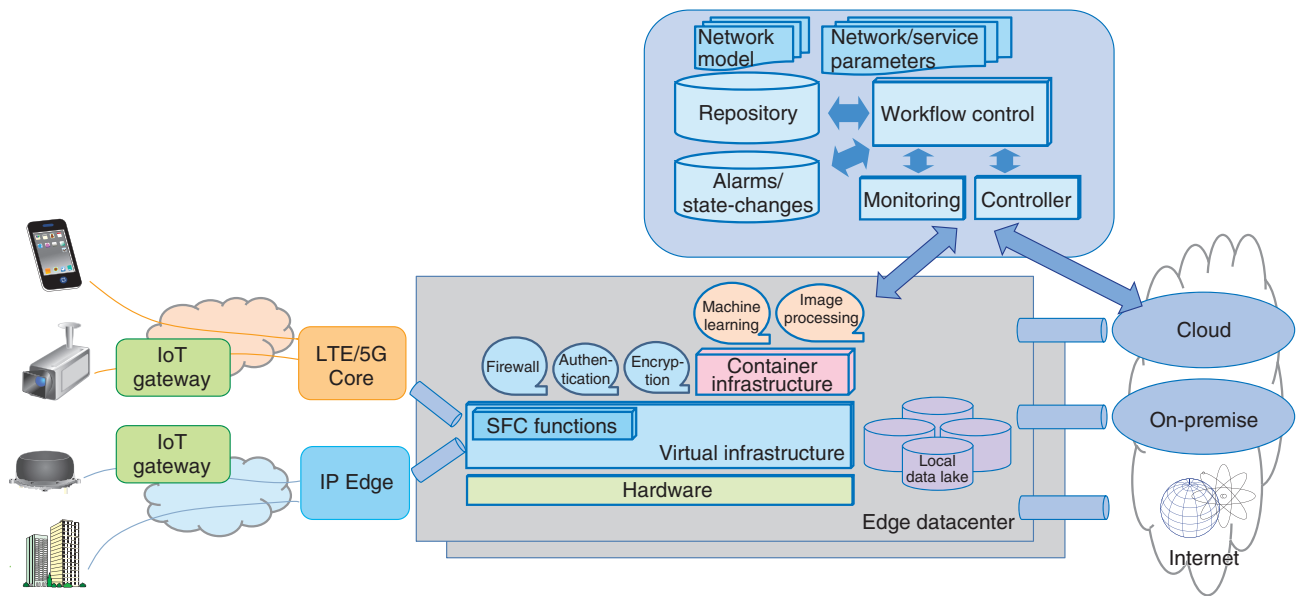 Network
model
Network/service
parameters
Repository
Workflow control
Alarms/
state-changes
Monitoring
Controller
Machine
learning
Image
processing
IoT
gateway
LTE/5G
Core
Firewall
Authen-
tication
Encryp-
tion
Container
infrastructure
Cloud
SFC functions
Virtual infrastructure
On-premise
IoT
gateway
IP Edge
Local
data lake
Hardware
Edge datacenter
Internet